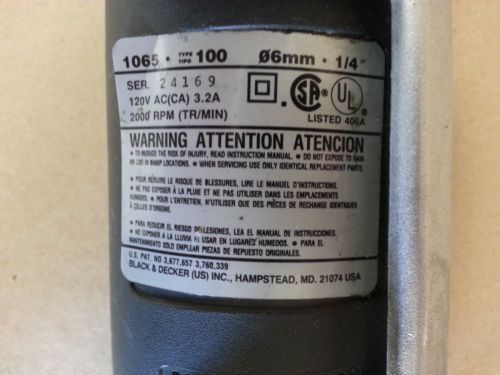 1065 • TYPE TIPO 100 Ø6mm • 1/4"
SER. 24169
120V AC(CA) 3.2A
2000 RPM (TR/MIN)
SA UL
LISTED 406A
WARNING ATTENTION ATENCION
• TO REDUCE THE RISK OF INJURY, READ INSTRUCTION MANUAL. • DO NOT EXPOSE TO RAIN
OR USE IN DAMP LOCATIONS. • WHEN SERVICING USE ONLY IDENTICAL REPLACEMENT PARTS.
• POUR RÉDUIRE LE RISQUE DE BLESSURES, LIRE LE MANUEL D'INSTRUCTIONS.
• NE PAS EXPOSER À LA PLUIE ET NE PAS UTILISER DANS LES EMPLACEMENTS
HUMIDES. • POUR L'ENTRETIEN, N'UTILISER QUE DES PIÈCES DE RECHANGE IDENTIQUES
À CELLES D'ORIGINE.
• PARA REDUCIR EL RIESGO DE LESIONES, LEA EL MANUAL DE INSTRUCCIONES.
• NO EXPONER A LA LLUVIA NI USAR EN LUGARES HUMEDOS. • PARA EL
MANTENIMIENTO SOLO EMPLEAR PIEZAS DE REPUESTO ORIGINALES.
U.S. PAT. NO 3,677,657 3,768,339
BLACK & DECKER (US) INC., HAMPSTEAD, MD. 21074 USA